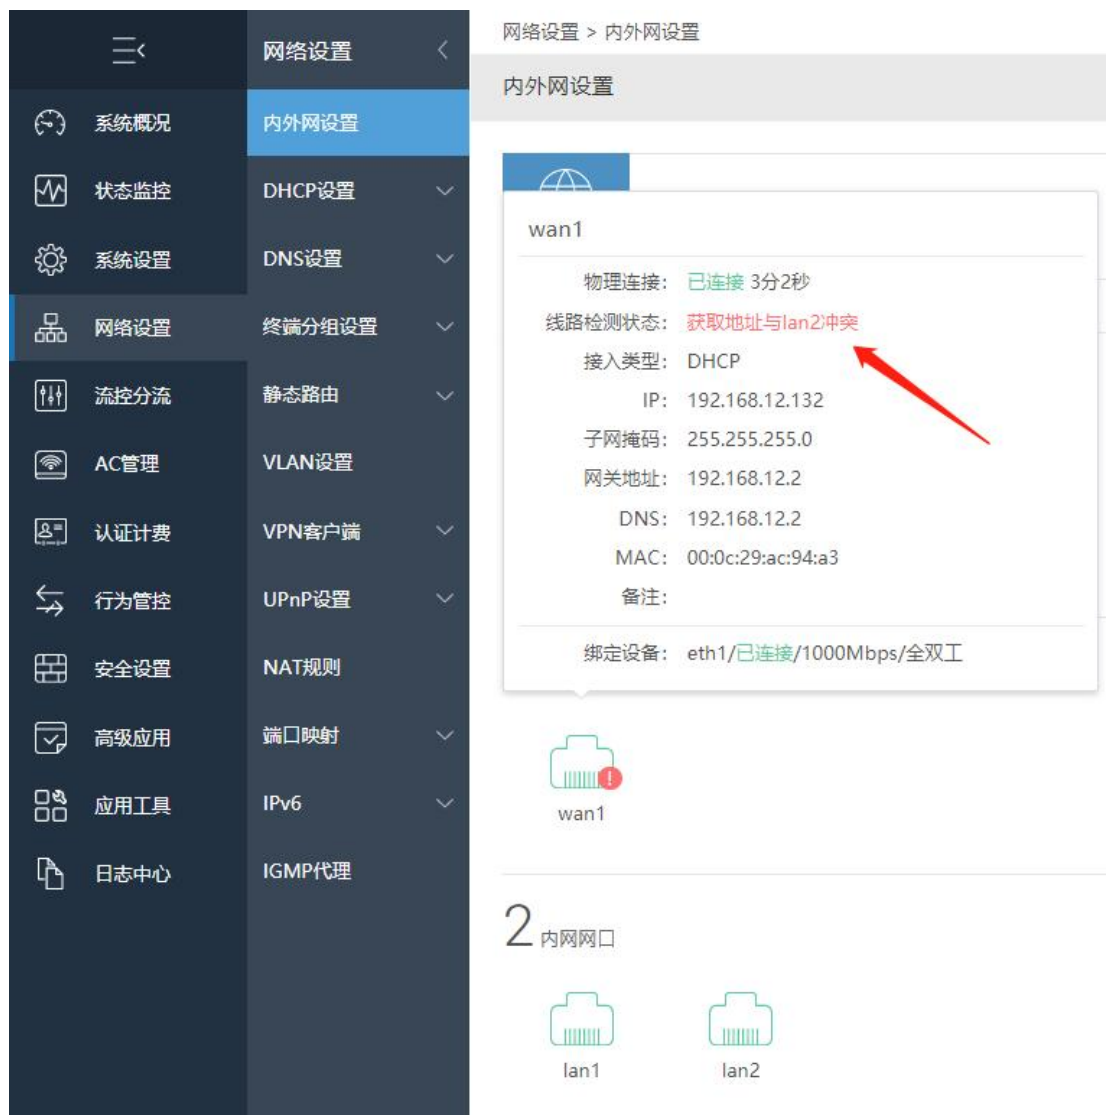 网络设置
内外网设置
DHCP设置
DNS设置
终端分组设置
静态路由
VLAN设置
VPN客户端
UPnP设置
NAT规则
端口映射
IPv6
IGMP代理
系统概况
状态监控
系统设置
网络设置
流控分流
AC管理
认证计费
行为管控
安全设置
高级应用
应用工具
日志中心
网络设置 > 内外网设置
内外网设置
wan1
物理连接: 已连接 3分2秒
线路检测状态: 获取地址与lan2冲突
接入类型: DHCP
IP: 192.168.12.132
子网掩码: 255.255.255.0
网关地址: 192.168.12.2
DNS: 192.168.12.2
MAC: 00:0c:29:ac:94:a3
备注:
绑定设备: eth1/已连接/1000Mbps/全双工
wan1
2 内网网口
lan1
lan2